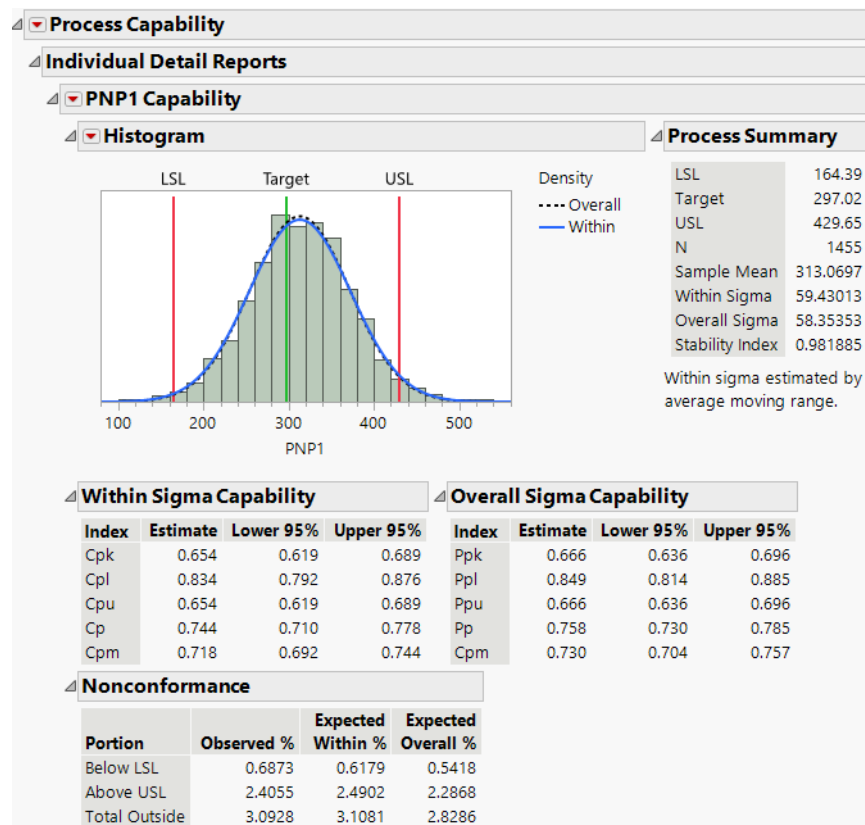 Process Capability
Individual Detail Reports
PNP1 Capability
Histogram
LSL Target USL
Density
Overall
Within
100 200 300 400 500
PNP1
Process Summary
LSL 164.39
Target 297.02
USL 429.65
N 1455
Sample Mean 313.0697
Within Sigma 59.43013
Overall Sigma 58.35353
Stability Index 0.981885
Within sigma estimated by
average moving range.
Within Sigma Capability
Index Estimate Lower 95% Upper 95%
Cpk 0.654 0.619 0.689
Cpl 0.834 0.792 0.876
Cpu 0.654 0.619 0.689
Cp 0.744 0.710 0.778
Cpm 0.718 0.692 0.744
Overall Sigma Capability
Index Estimate Lower 95% Upper 95%
Ppk 0.666 0.636 0.696
Ppl 0.849 0.814 0.885
Ppu 0.666 0.636 0.696
Pp 0.758 0.730 0.785
Cpm 0.730 0.704 0.757
Nonconformance
Expected Expected
Portion Observed % Within % Overall %
Below LSL 0.6873 0.6179 0.5418
Above USL 2.4055 2.4902 2.2868
Total Outside 3.0928 3.1081 2.8286